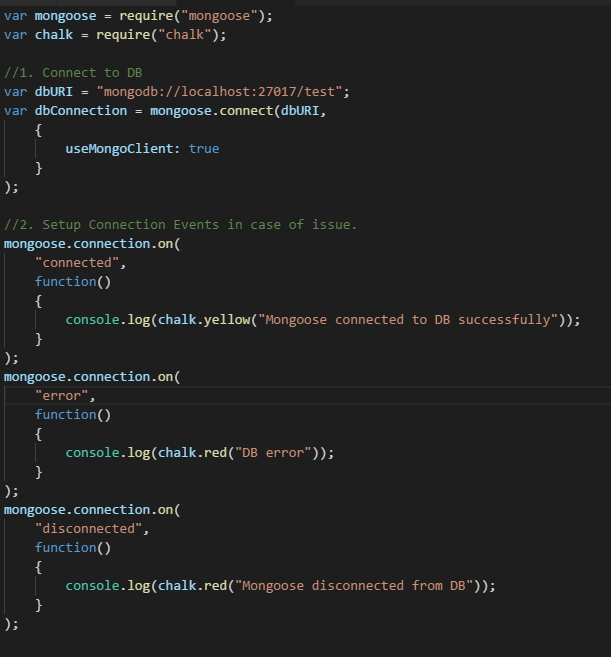 var mongoose = require("mongoose");
var chalk = require("chalk");
//1. Connect to DB
var dbURI = "mongodb://localhost:27017/test";
var dbConnection = mongoose.connect(dbURI,
    {
        useMongoClient: true
    }
);
//2. Setup Connection Events in case of issue.
mongoose.connection.on(
    "connected",
    function()
    {
        console.log(chalk.yellow("Mongoose connected to DB successfully"));
    }
);
mongoose.connection.on(
    "error",
    function()
    {
        console.log(chalk.red("DB error"));
    }
);
mongoose.connection.on(
    "disconnected",
    function()
    {
        console.log(chalk.red("Mongoose disconnected from DB"));
    }
);